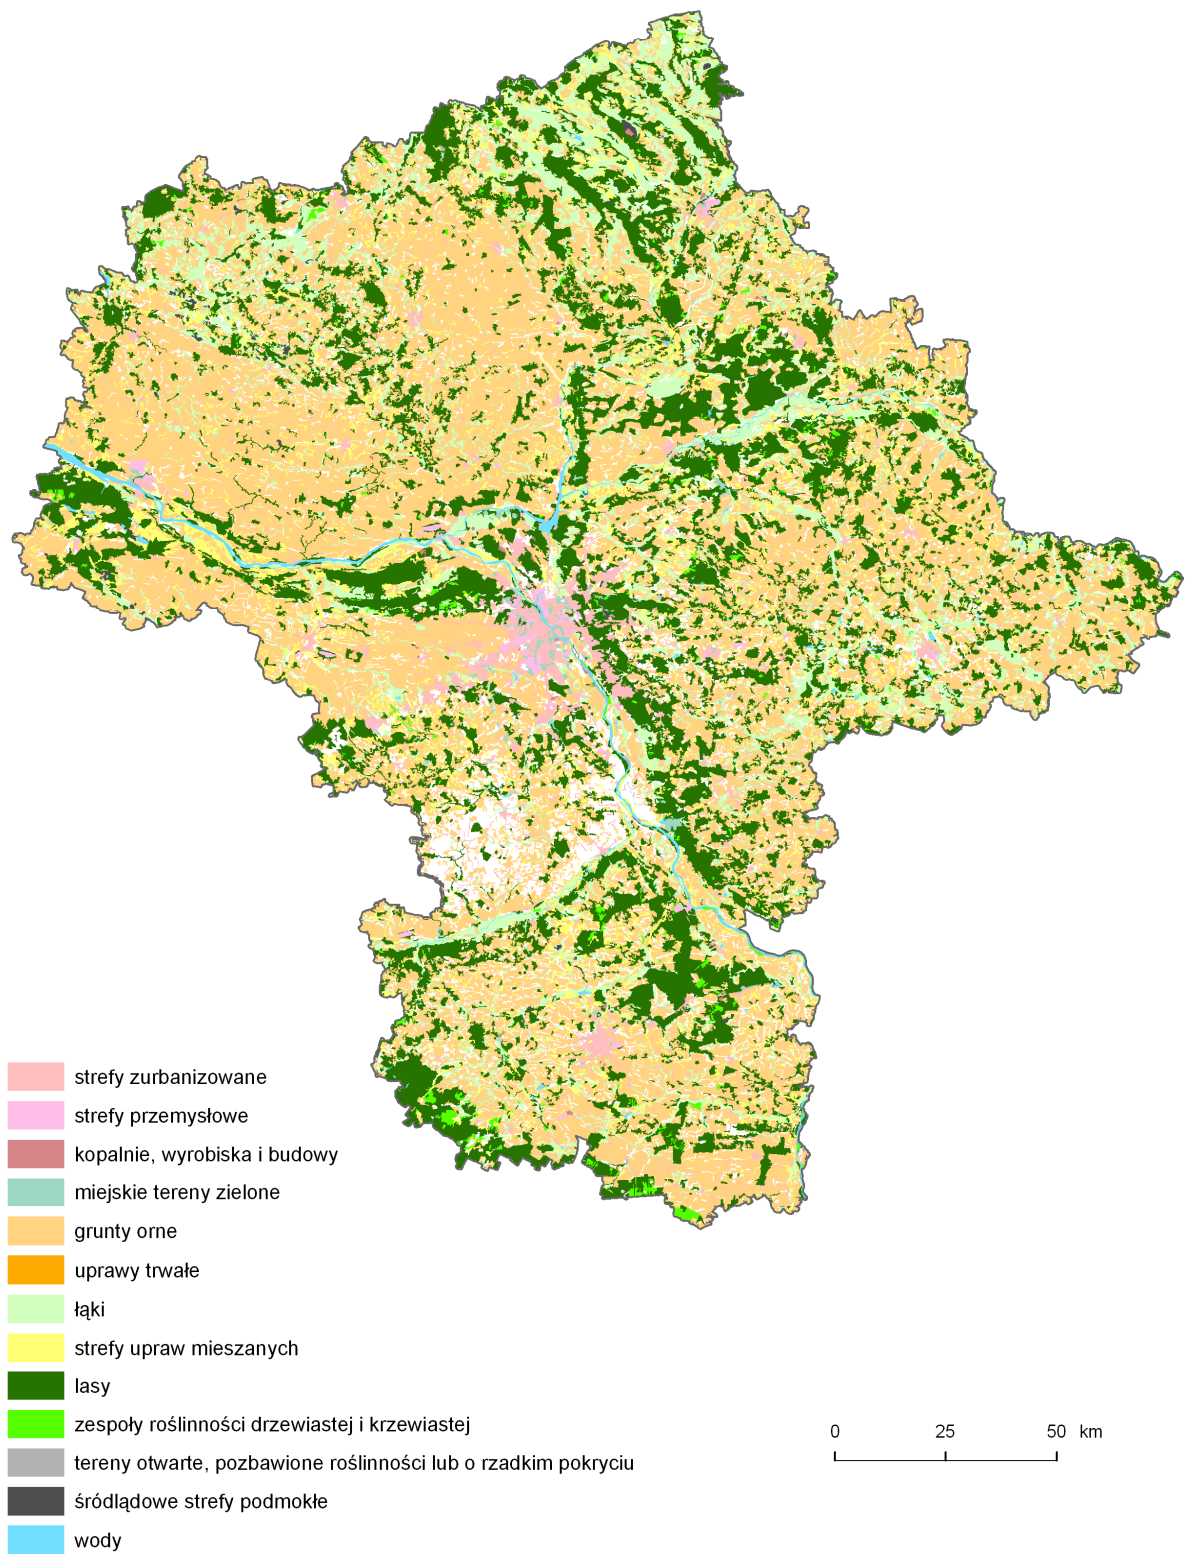 strefy zurbanizowane
strefy przemysłowe
kopalnie, wyrobiska i budowy
miejskie tereny zielone
grunty orne
uprawy trwałe
łąki
strefy upraw mieszanych
lasy
zespoły roślinności drzewiastej i krzewiastej
tereny otwarte, pozbawione roślinności lub o rzadkim pokryciu
śródlądowe strefy podmokłe
wody
0 25 50 km